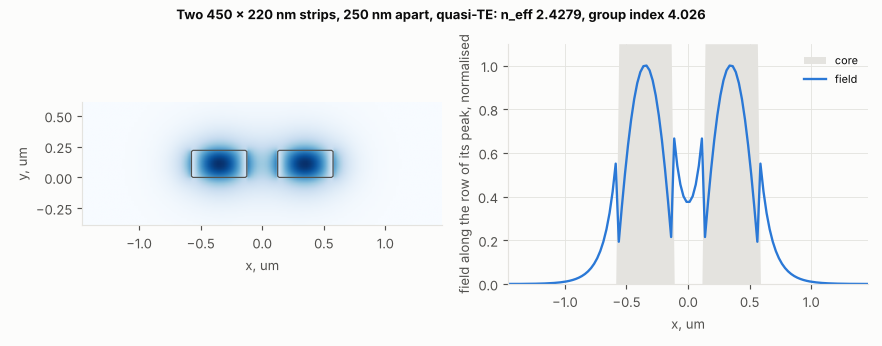 Two 450 × 220 nm strips, 250 nm apart, quasi-TE: n_eff 2.4279, group index 4.026
0.50
0.25
0.00
−0.25
y, um
−1.0 −0.5 0.0 0.5 1.0
x, um
field along the row of its peak, normalised
1.0
0.8
0.6
0.4
0.2
0.0
core
field
−1.0 −0.5 0.0 0.5 1.0
x, um